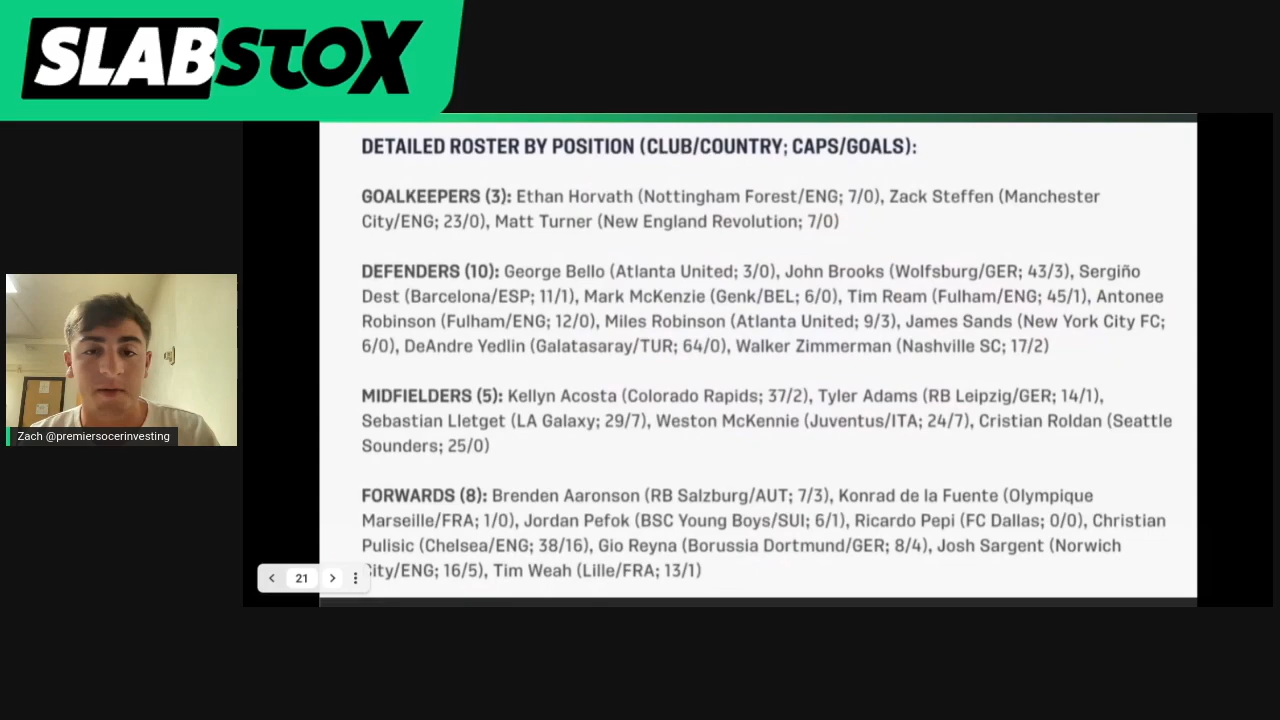 SLABSTOX
DETAILED ROSTER BY POSITION (CLUB/COUNTRY; CAPS/GOALS):
GOALKEEPERS (3): Ethan Horvath (Nottingham Forest/ENG; 7/0), Zack Steffen (Manchester
City/ENG; 23/0), Matt Turner (New England Revolution; 7/0)
DEFENDERS (10): George Bello (Atlanta United; 3/0), John Brooks (Wolfsburg/GER; 43/3), Sergiño
Dest (Barcelona/ESP; 11/1), Mark McKenzie (Genk/BEL; 6/0), Tim Ream (Fulham/ENG; 45/1), Antonee
Robinson (Fulham/ENG; 12/0), Miles Robinson (Atlanta United; 9/3), James Sands (New York City FC;
6/0), DeAndre Yedlin (Galatasaray/TUR; 64/0), Walker Zimmerman (Nashville SC; 17/2)
MIDFIELDERS (5): Kellyn Acosta (Colorado Rapids; 37/2), Tyler Adams (RB Leipzig/GER; 14/1),
Sebastian Lletget (LA Galaxy; 29/7), Weston McKennie (Juventus/ITA; 24/7), Cristian Roldan (Seattle
Sounders; 25/0)
FORWARDS (8): Brenden Aaronson (RB Salzburg/AUT; 7/3), Konrad de la Fuente (Olympique
Marseille/FRA; 1/0), Jordan Pefok (BSC Young Boys/SUI; 6/1), Ricardo Pepi (FC Dallas; 0/0), Christian
Pulisic (Chelsea/ENG; 38/16), Gio Reyna (Borussia Dortmund/GER; 8/4), Josh Sargent (Norwich
City/ENG; 16/5), Tim Weah (Lille/FRA; 13/1)
21
Zach @premiersocerinvesting